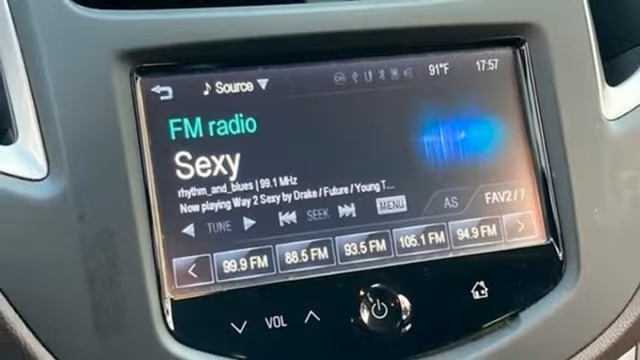 Source
91°F
17:57
FM radio
Sexy
rhythm_and_blues | 99.1 MHz
Now playing Way 2 Sexy by Drake / Future / Young T...
TUNE
SEEK
MENU
AS
FAV2/7
99.9 FM
88.5 FM
93.5 FM
105.1 FM
94.9 FM
VOL